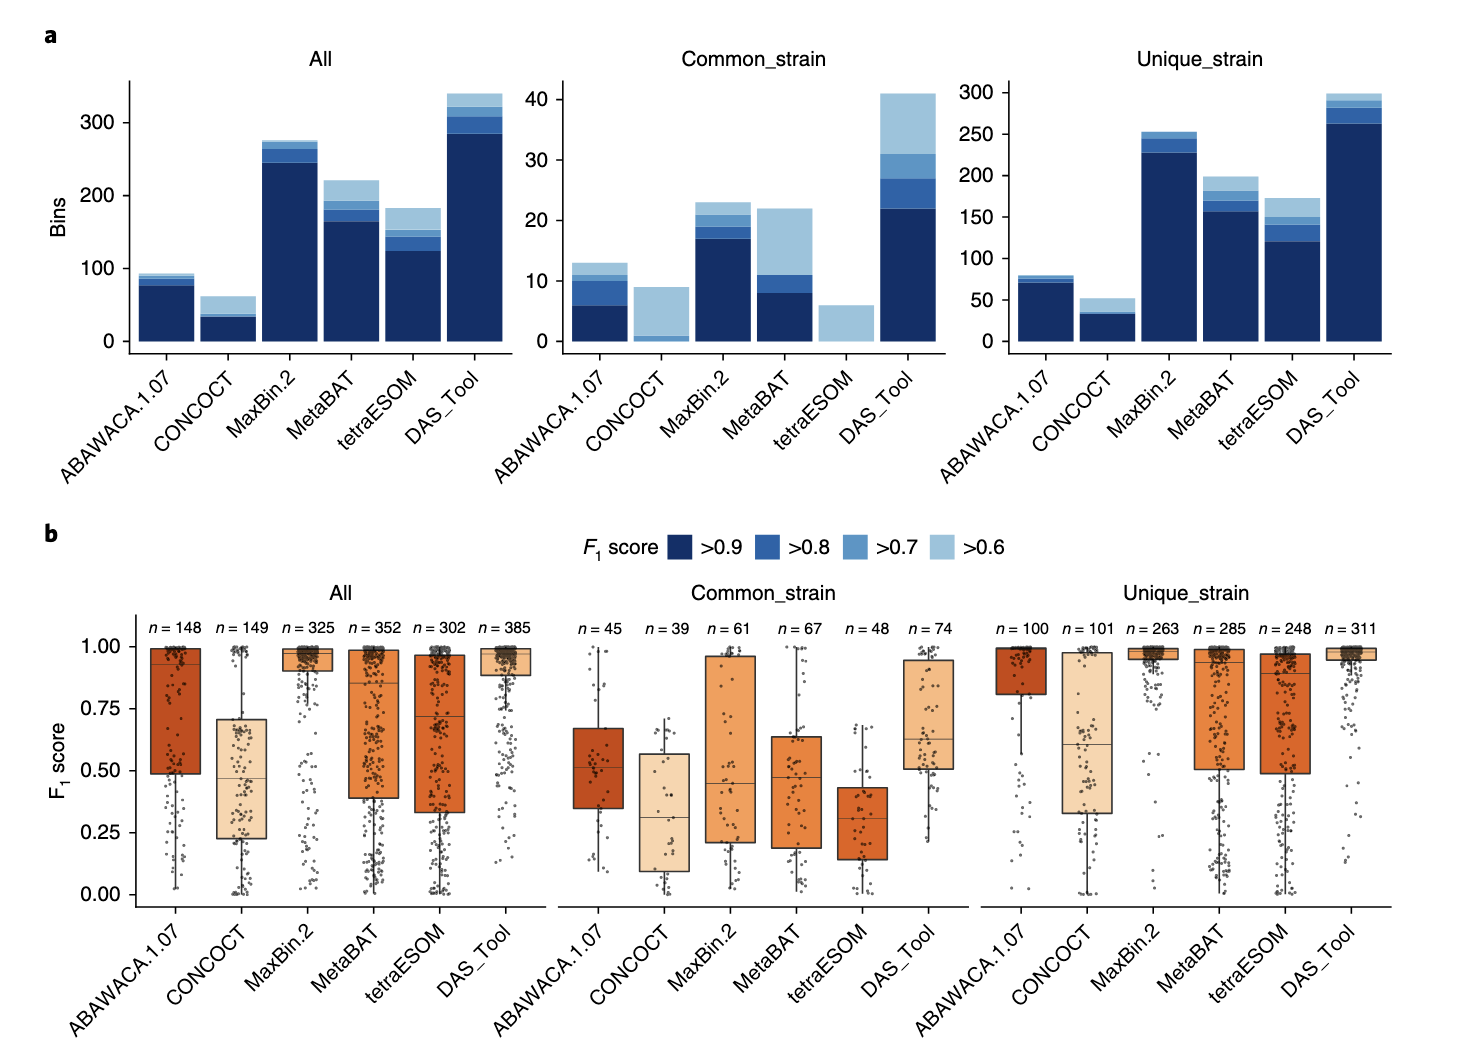 a
All
Common_strain
Unique_strain
Bins
300
200
100
0
40
30
20
10
0
300
250
200
150
100
50
0
ABAWACA.1.07
CONCOCT
MaxBin.2
MetaBAT
tetraESOM
DAS_Tool
ABAWACA.1.07
CONCOCT
MaxBin.2
MetaBAT
tetraESOM
DAS_Tool
ABAWACA.1.07
CONCOCT
MaxBin.2
MetaBAT
tetraESOM
DAS_Tool
b
F1 score >0.9 >0.8 >0.7 >0.6
All
Common_strain
Unique_strain
n = 148 n = 149 n = 325 n = 352 n = 302 n = 385
n = 45 n = 39 n = 61 n = 67 n = 48 n = 74
n = 100 n = 101 n = 263 n = 285 n = 248 n = 311
F1 score
1.00
0.75
0.50
0.25
0.00
ABAWACA.1.07
CONCOCT
MaxBin.2
MetaBAT
tetraESOM
DAS_Tool
ABAWACA.1.07
CONCOCT
MaxBin.2
MetaBAT
tetraESOM
DAS_Tool
ABAWACA.1.07
CONCOCT
MaxBin.2
MetaBAT
tetraESOM
DAS_Tool